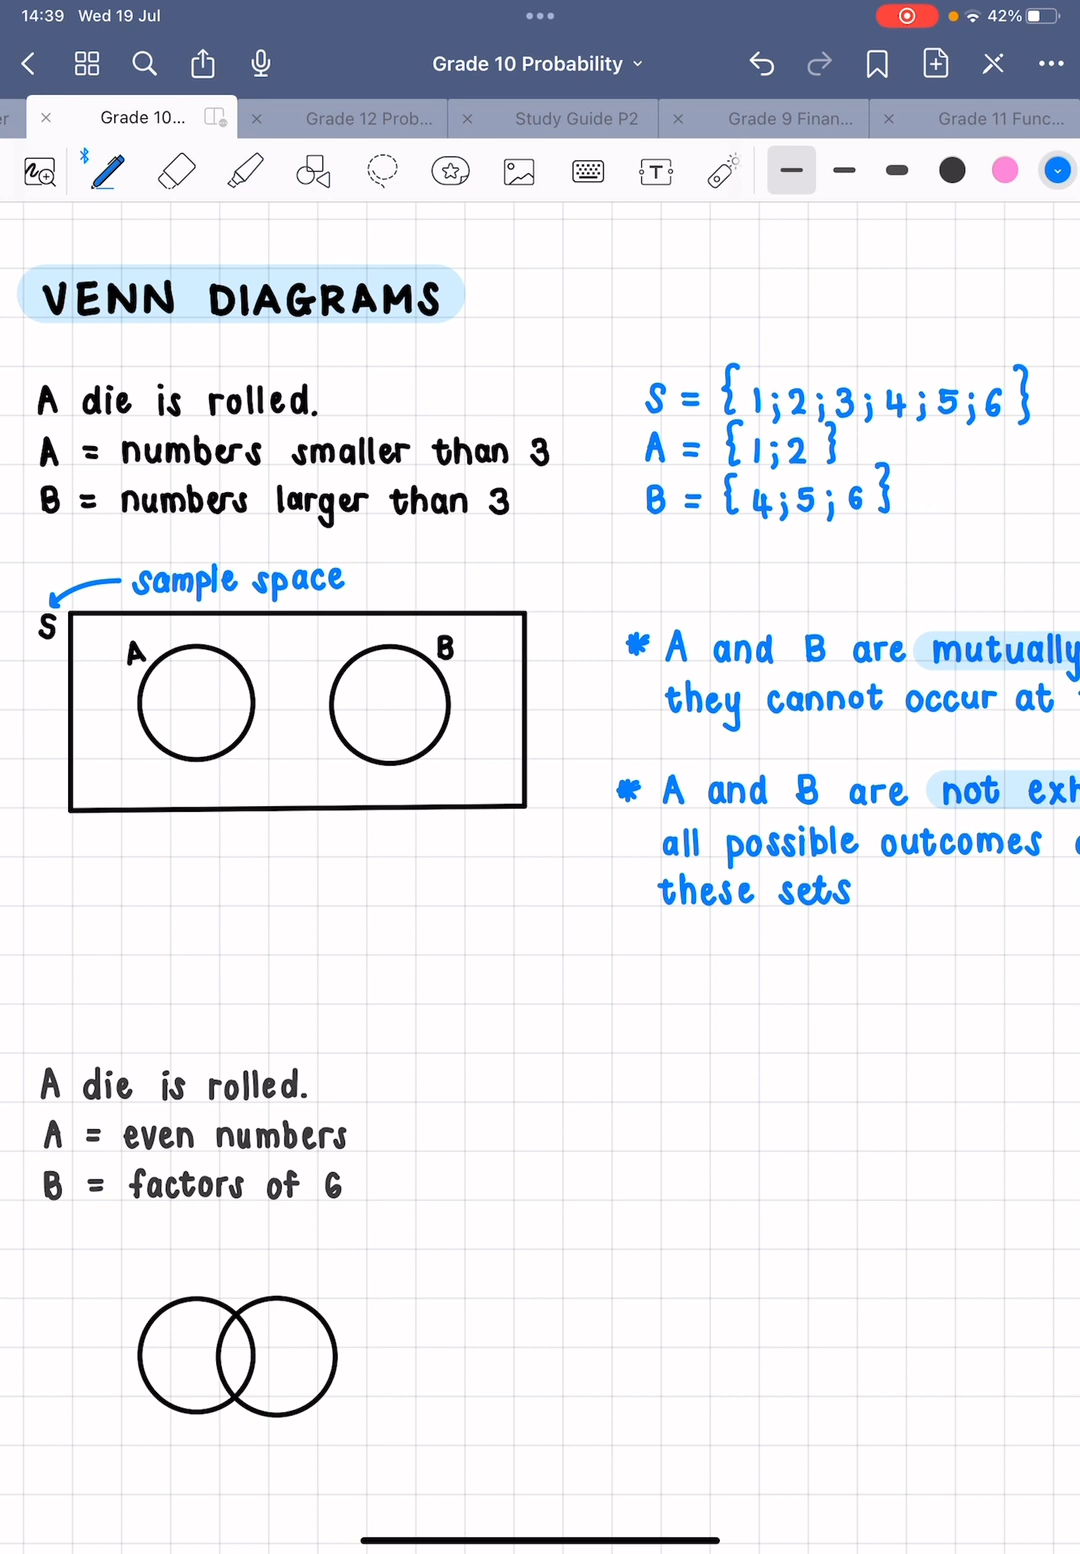 14:39 Wed 19 Jul
42%
Grade 10 Probability
Grade 10...
Grade 12 Prob...
Study Guide P2
Grade 9 Finan...
Grade 11 Func...
VENN DIAGRAMS
A die is rolled.
A = numbers smaller than 3
B = numbers larger than 3
S = {1;2;3;4;5;6}
A = {1;2}
B = {4;5;6}
sample space
S
A
B
* A and B are mutually
they cannot occur at
* A and B are not exh
all possible outcomes
these sets
A die is rolled.
A = even numbers
B = factors of 6